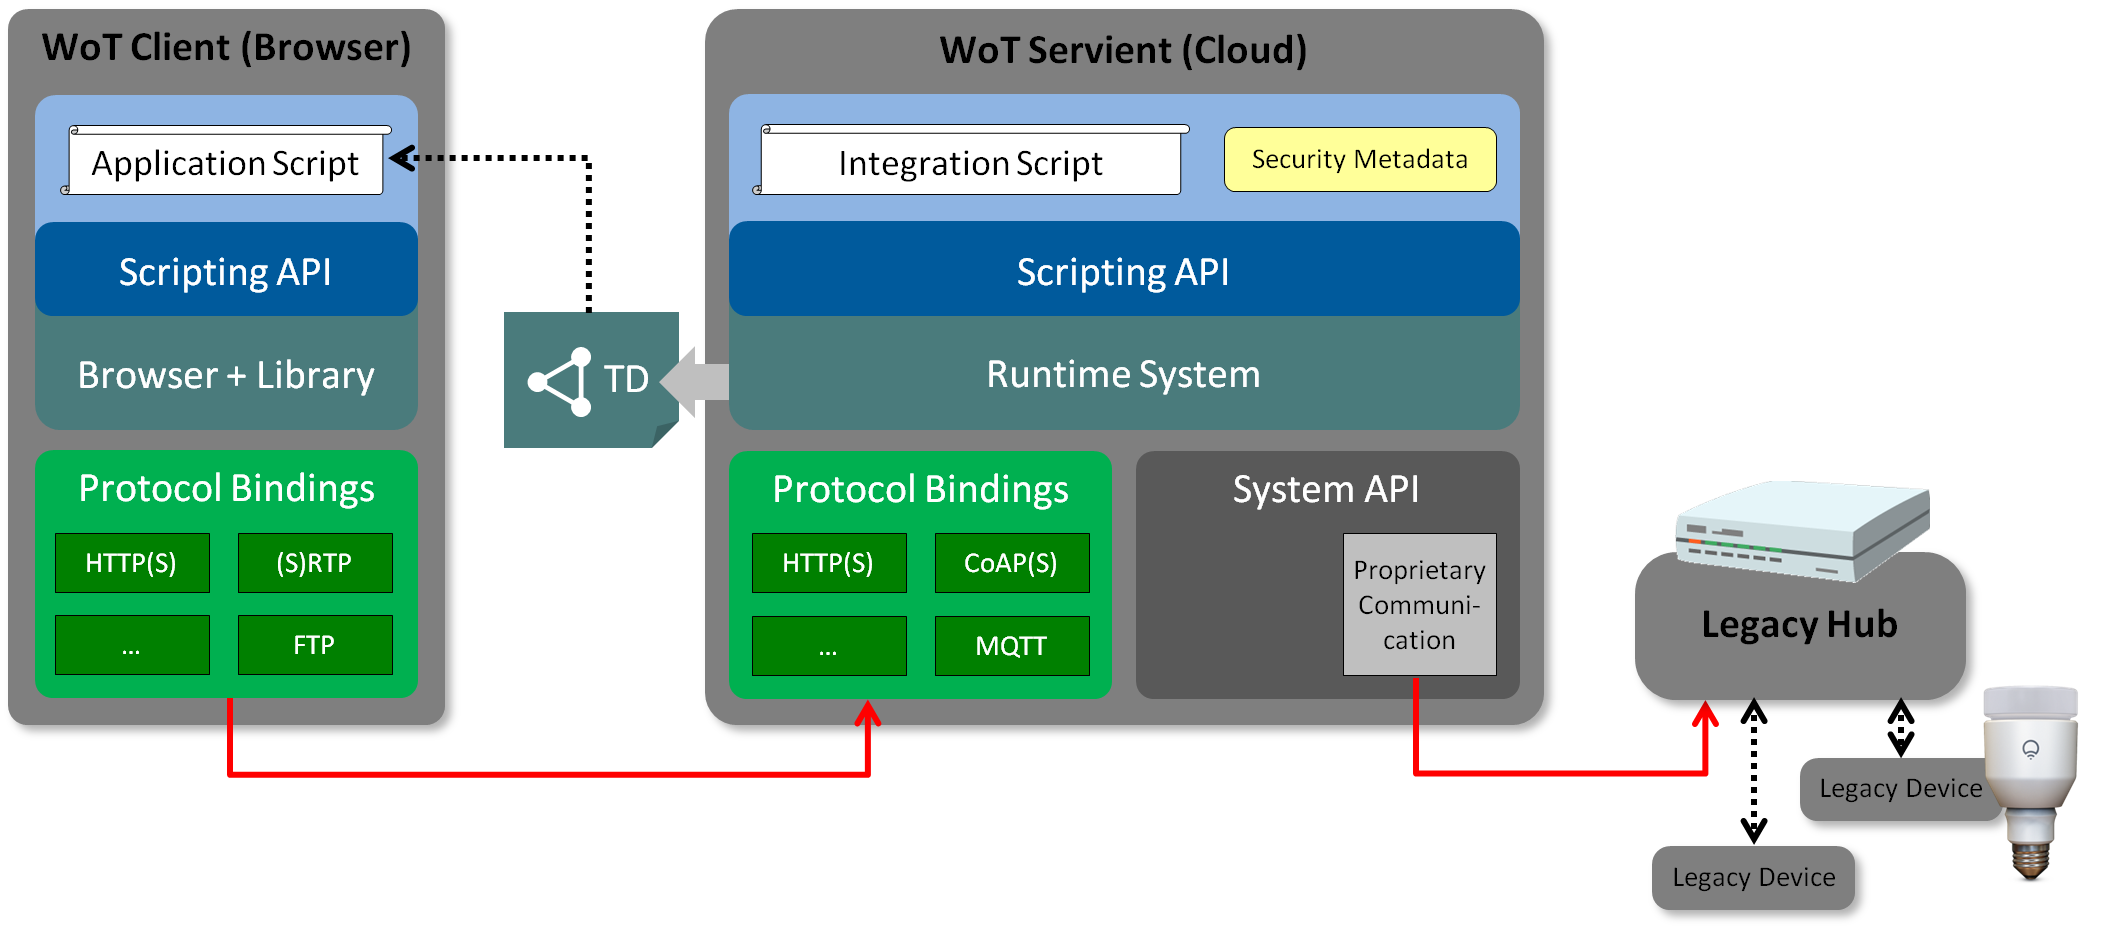 WoT Client (Browser)
Application Script
Scripting API
Browser + Library
Protocol Bindings
HTTP(S)
(S)RTP
...
FTP
TD
WoT Servient (Cloud)
Integration Script
Security Metadata
Scripting API
Runtime System
Protocol Bindings
HTTP(S)
CoAP(S)
...
MQTT
System API
Proprietary
Communi-
cation
Legacy Hub
Legacy Device
Legacy Device